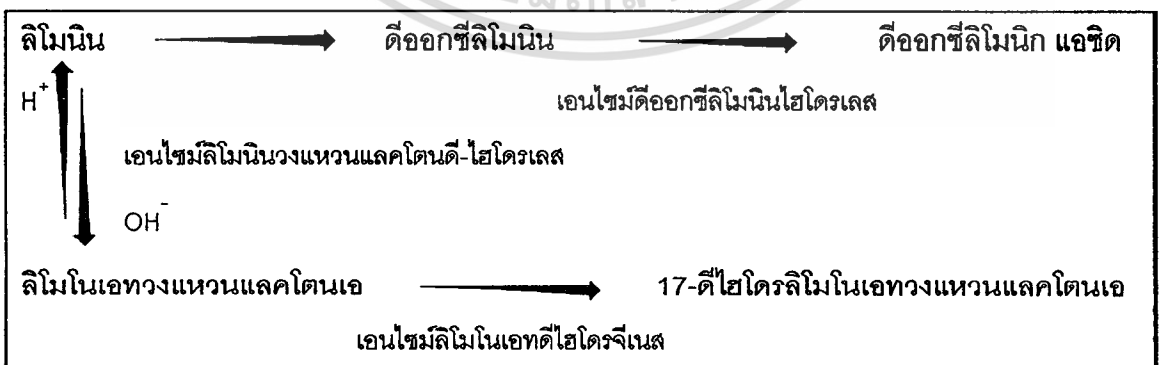 ลิโมนิน ดีออกซีลิโมนิน ดีออกซีลิโมนิก แอซิด
H+ เอนไซม์ดีออกซีลิโมนินไฮโดรเลส
เอนไซม์ลิโมนินวงแหวนแลคโตนดี-ไฮโดรเลส
OH-
ลิโมโนเอทวงแหวนแลคโตนเอ 17-ดีไฮโดรลิโมโนเอทวงแหวนแลคโตนเอ
เอนไซม์ลิโมโนเอทดีไฮโดรจีเนส